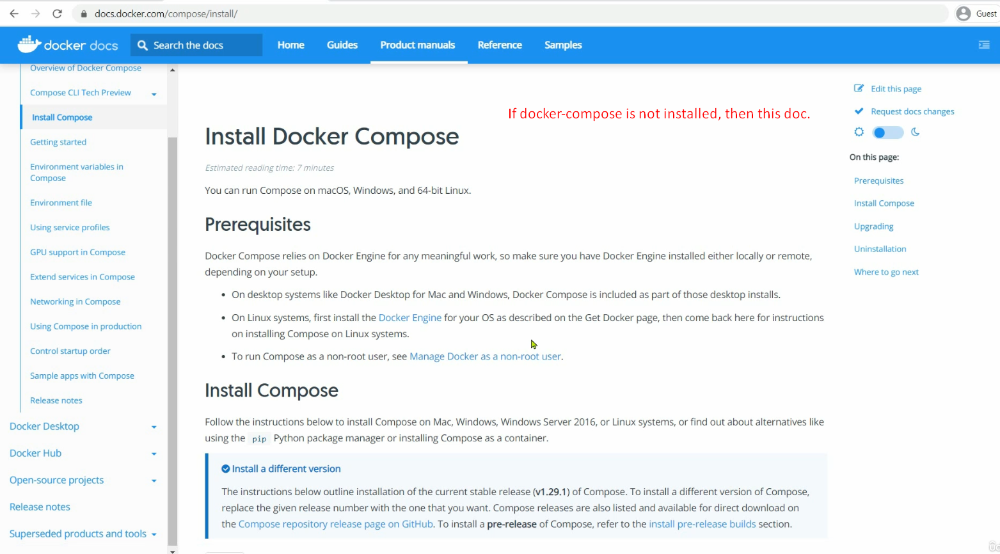 docs.docker.com/compose/install/
Guest
docker docs
Search the docs
Home
Guides
Product manuals
Reference
Samples
Overview of Docker Compose
Compose CLI Tech Preview
Install Compose
Getting started
Environment variables in
Compose
Environment file
Using service profiles
GPU support in Compose
Extend services in Compose
Networking in Compose
Using Compose in production
Control startup order
Sample apps with Compose
Release notes
Docker Desktop
Docker Hub
Open-source projects
Release notes
Superseded products and tools
If docker-compose is not installed, then this doc.
Install Docker Compose
Estimated reading time: 7 minutes
You can run Compose on macOS, Windows, and 64-bit Linux.
Prerequisites
Docker Compose relies on Docker Engine for any meaningful work, so make sure you have Docker Engine installed either locally or remote,
depending on your setup.
• On desktop systems like Docker Desktop for Mac and Windows, Docker Compose is included as part of those desktop installs.
• On Linux systems, first install the Docker Engine for your OS as described on the Get Docker page, then come back here for instructions
on installing Compose on Linux systems.
• To run Compose as a non-root user, see Manage Docker as a non-root user.
Install Compose
Follow the instructions below to install Compose on Mac, Windows, Windows Server 2016, or Linux systems, or find out about alternatives like
using the pip Python package manager or installing Compose as a container.
Install a different version
The instructions below outline installation of the current stable release (v1.29.1) of Compose. To install a different version of Compose,
replace the given release number with the one that you want. Compose releases are also listed and available for direct download on
the Compose repository release page on GitHub. To install a pre-release of Compose, refer to the install pre-release builds section.
Edit this page
Request docs changes
On this page:
Prerequisites
Install Compose
Upgrading
Uninstallation
Where to go next